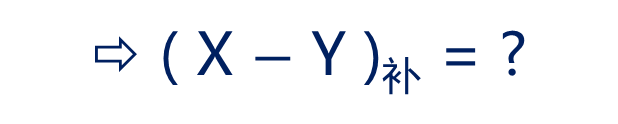 ⇨ ( X – Y )补 = ?